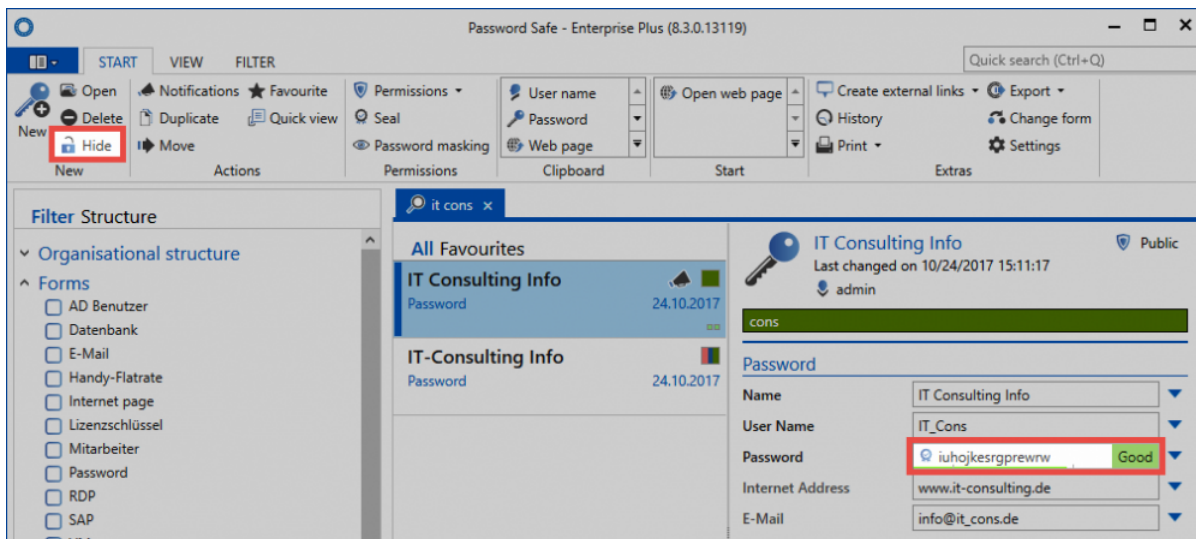 Password Safe - Enterprise Plus (8.3.0.13119)
START VIEW FILTER Quick search (Ctrl+Q)
New
Open
Delete
Hide
New
Notifications Favourite
Duplicate Quick view
Move
Actions
Permissions
Seal
Password masking
Permissions
User name
Password
Web page
Clipboard
Open web page
Start
Create external links Export
History Change form
Print Settings
Extras
Filter Structure
Organisational structure
Forms
AD Benutzer
Datenbank
E-Mail
Handy-Flatrate
Internet page
Lizenzschlüssel
Mitarbeiter
Password
RDP
SAP
it cons x
All Favourites
IT Consulting Info
Password 24.10.2017
IT-Consulting Info
Password 24.10.2017
IT Consulting Info Public
Last changed on 10/24/2017 15:11:17
admin
cons
Password
Name IT Consulting Info
User Name IT_Cons
Password iuhojkesrgprewrw Good
Internet Address www.it-consulting.de
E-Mail info@it_cons.de